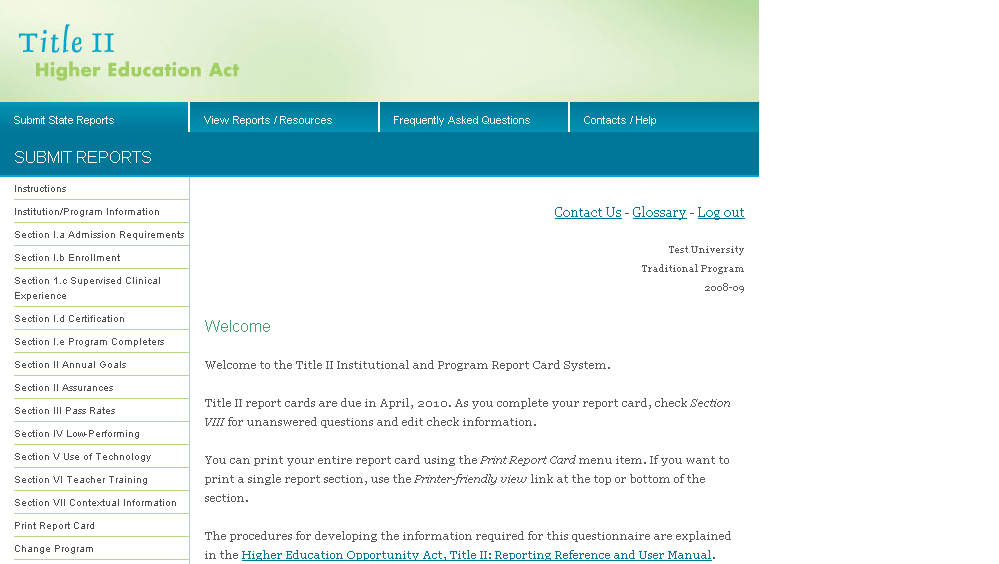 Title II
Higher Education Act
Submit State Reports
View Reports / Resources
Frequently Asked Questions
Contacts / Help
SUBMIT REPORTS
Instructions
Institution/Program Information
Section I.a Admission Requirements
Section I.b Enrollment
Section 1.c Supervised Clinical
Experience
Section I.d Certification
Section I.e Program Completers
Section II Annual Goals
Section II Assurances
Section III Pass Rates
Section IV Low-Performing
Section V Use of Technology
Section VI Teacher Training
Section VII Contextual Information
Print Report Card
Change Program
Contact Us - Glossary - Log out
Test University
Traditional Program
2008-09
Welcome
Welcome to the Title II Institutional and Program Report Card System.
Title II report cards are due in April, 2010. As you complete your report card, check Section
VIII for unanswered questions and edit check information.
You can print your entire report card using the Print Report Card menu item. If you want to
print a single report section, use the Printer-friendly view link at the top or bottom of the
section.
The procedures for developing the information required for this questionnaire are explained
in the Higher Education Opportunity Act, Title II: Reporting Reference and User Manual.